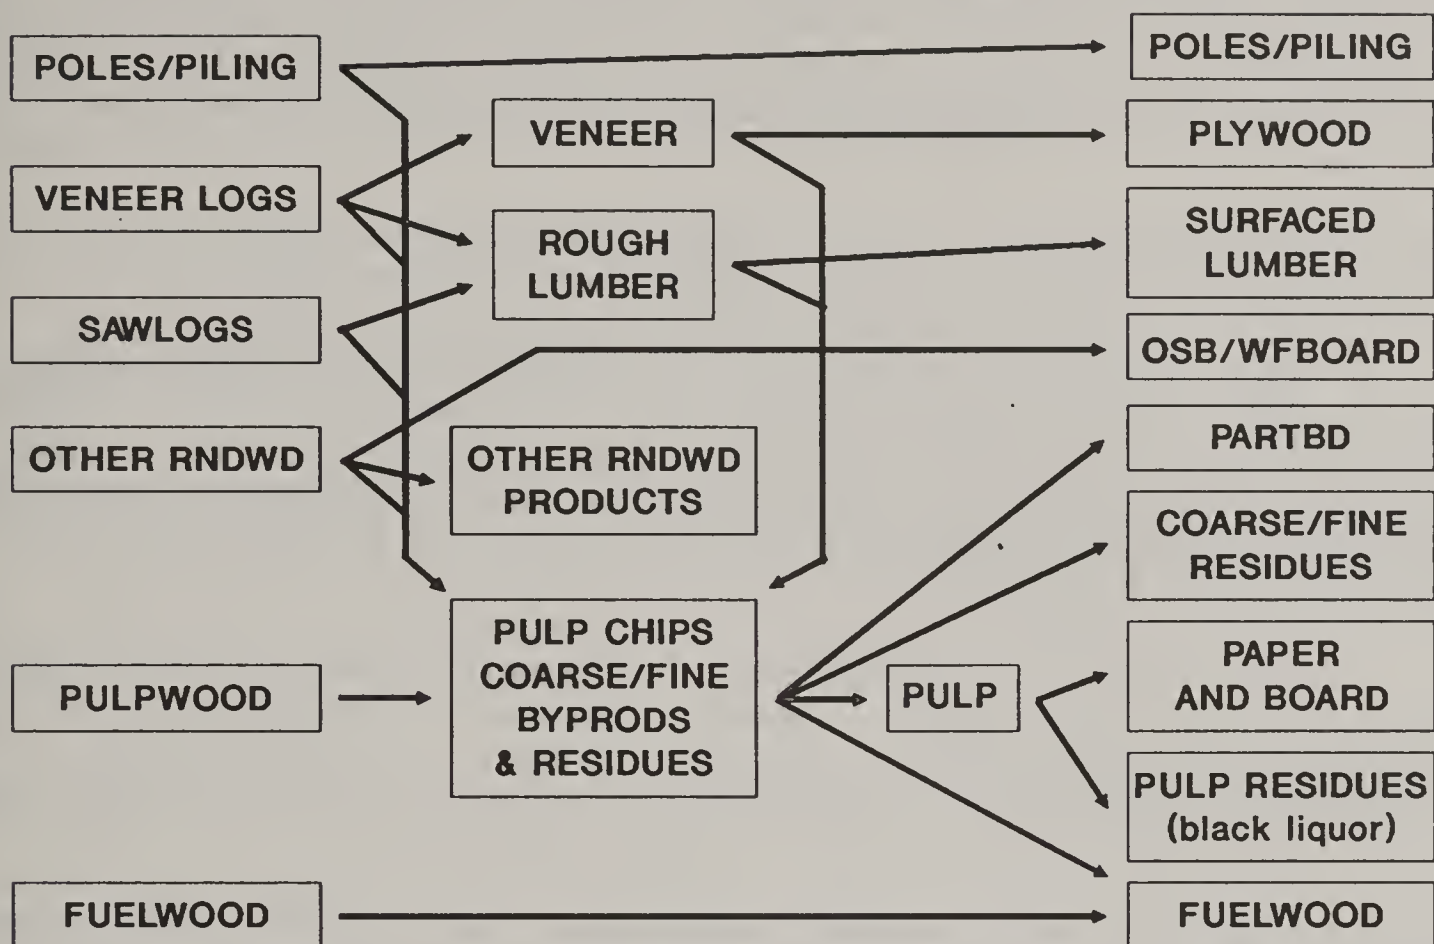 POLES/PILING
VENEER LOGS
SAWLOGS
OTHER RNDWD
PULPWOOD
FUELWOOD
VENEER
ROUGH
LUMBER
OTHER RNDWD
PRODUCTS
PULP CHIPS
COARSE/FINE
BYPRODS
& RESIDUES
PULP
POLES/PILING
PLYWOOD
SURFACED
LUMBER
OSB/WFBOARD
PARTBD
COARSE/FINE
RESIDUES
PAPER
AND BOARD
PULP RESIDUES
(black liquor)
FUELWOOD